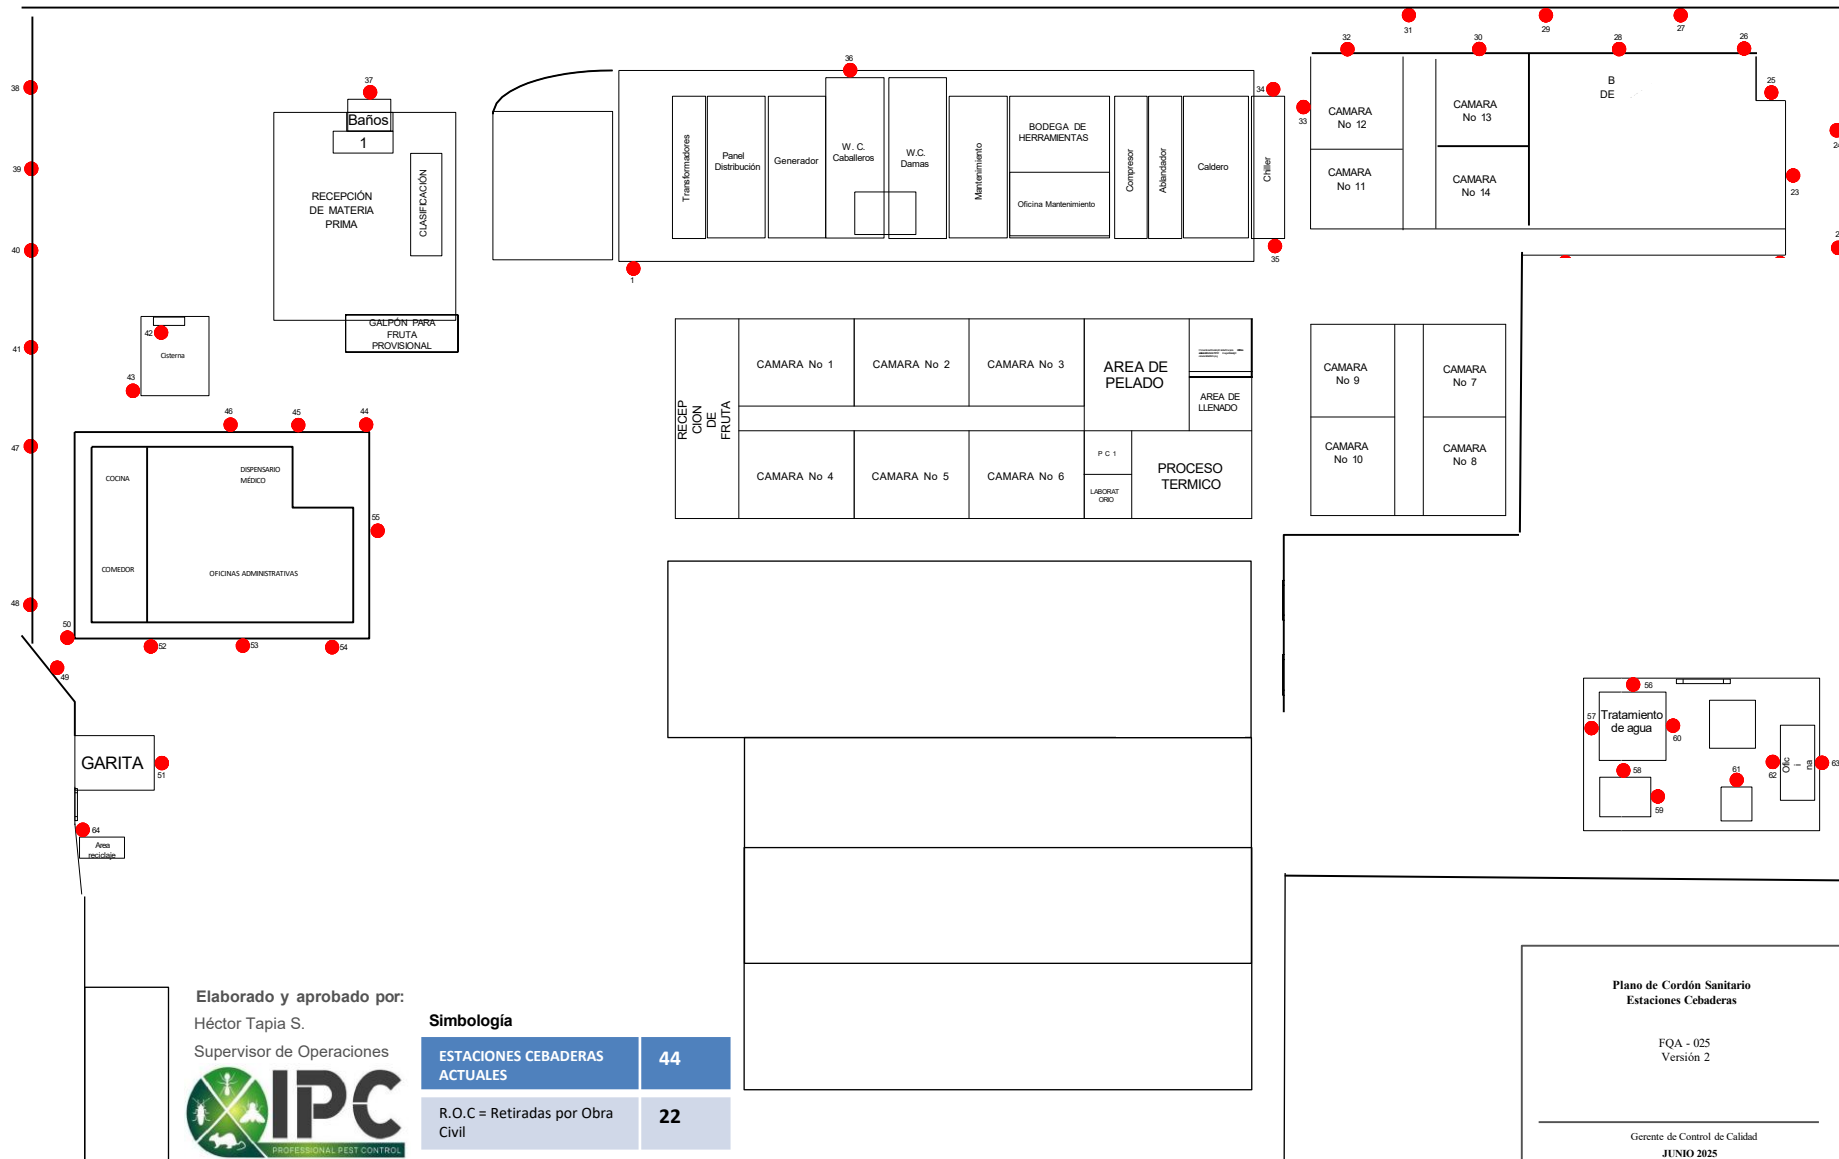 31
29
27
32
30
28
26
36
37
38
34
33
25
24
23
B
DE
CAMARA
No 12
CAMARA
No 13
CAMARA
No 11
CAMARA
No 14
Baños
1
RECEPCIÓN
DE MATERIA
PRIMA
CLASIFICACIÓN
Transformadores
Panel
Distribución
Generador
W. C.
Caballeros
W.C.
Damas
Mantenimiento
BODEGA DE
HERRAMIENTAS
Oficina Mantenimiento
Compresor
Ablandador
Caldero
Chiller
39
40
35
1
GALPÓN PARA
FRUTA
PROVISIONAL
42
Cisterna
41
43
RECEP
CION
DE
FRUTA
CAMARA No 1
CAMARA No 2
CAMARA No 3
AREA DE
PELADO
AREA DE
LLENADO
CAMARA
No 9
CAMARA
No 7
46
45
44
47
CAMARA No 4
CAMARA No 5
CAMARA No 6
P C 1
LABORAT
ORIO
PROCESO
TERMICO
CAMARA
No 10
CAMARA
No 8
COCINA
DISPENSARIO
MÉDICO
55
COMEDOR
OFICINAS ADMINISTRATIVAS
48
50
52
53
54
49
56
57
Tratamiento
de agua
60
58
59
61
62
Ofic
i
na
63
GARITA
51
64
Area
reciclaje
Elaborado y aprobado por:
Héctor Tapia S.
Supervisor de Operaciones
IPC
PROFESSIONAL PEST CONTROL
Simbología
ESTACIONES CEBADERAS
ACTUALES
44
R.O.C = Retiradas por Obra
Civil
22
Plano de Cordón Sanitario
Estaciones Cebaderas
FQA - 025
Versión 2
Gerente de Control de Calidad
JUNIO 2025